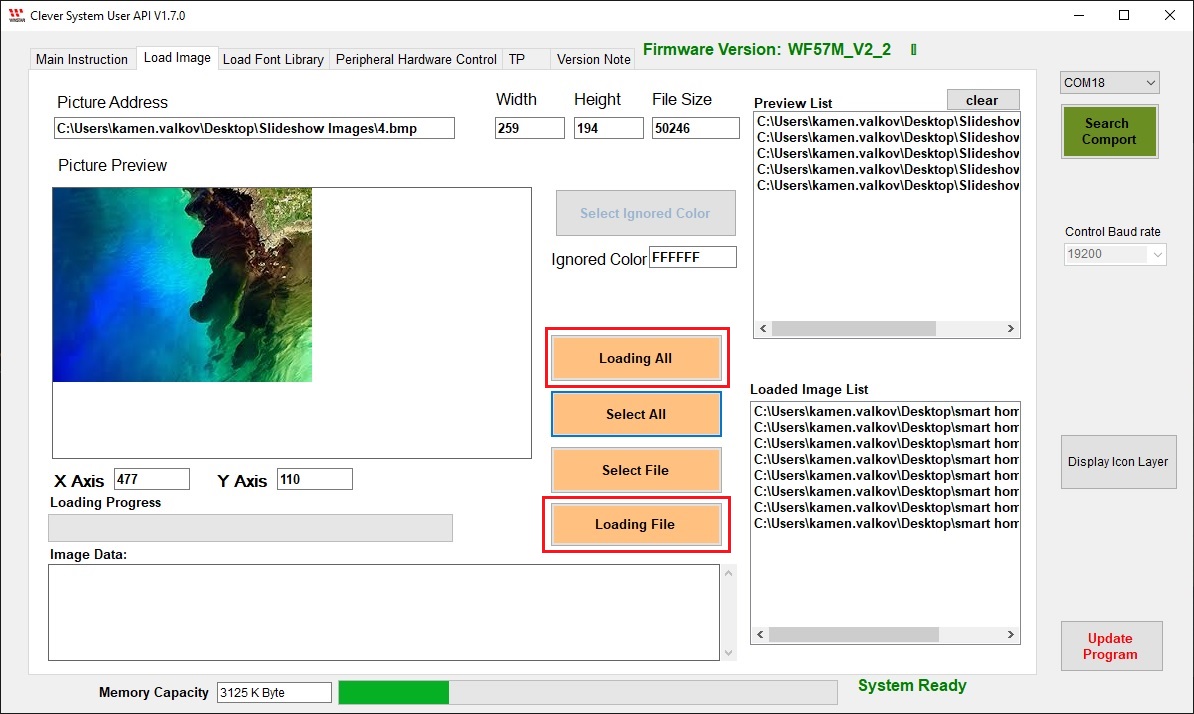 Clever System User API V1.7.0
Main Instruction
Load Image
Load Font Library
Peripheral Hardware Control
TP
Version Note
Firmware Version: WF57M_V2_2
COM18
Search
Comport
Control Baud rate
19200
Display Icon Layer
Update
Program
Picture Address
C:\Users\kamen.valkov\Desktop\Slideshow Images\4.bmp
Width
259
Height
194
File Size
50246
Picture Preview
Select Ignored Color
Ignored Color FFFFFF
Loading All
Select All
Select File
Loading File
X Axis 477
Y Axis 110
Loading Progress
Image Data:
Preview List
clear
C:\Users\kamen.valkov\Desktop\Slideshov
C:\Users\kamen.valkov\Desktop\Slideshov
C:\Users\kamen.valkov\Desktop\Slideshov
C:\Users\kamen.valkov\Desktop\Slideshov
C:\Users\kamen.valkov\Desktop\Slideshov
Loaded Image List
C:\Users\kamen.valkov\Desktop\smart hom
C:\Users\kamen.valkov\Desktop\smart hom
C:\Users\kamen.valkov\Desktop\smart hom
C:\Users\kamen.valkov\Desktop\smart hom
C:\Users\kamen.valkov\Desktop\smart hom
C:\Users\kamen.valkov\Desktop\smart hom
C:\Users\kamen.valkov\Desktop\smart hom
C:\Users\kamen.valkov\Desktop\smart hom
Memory Capacity 3125 K Byte
System Ready